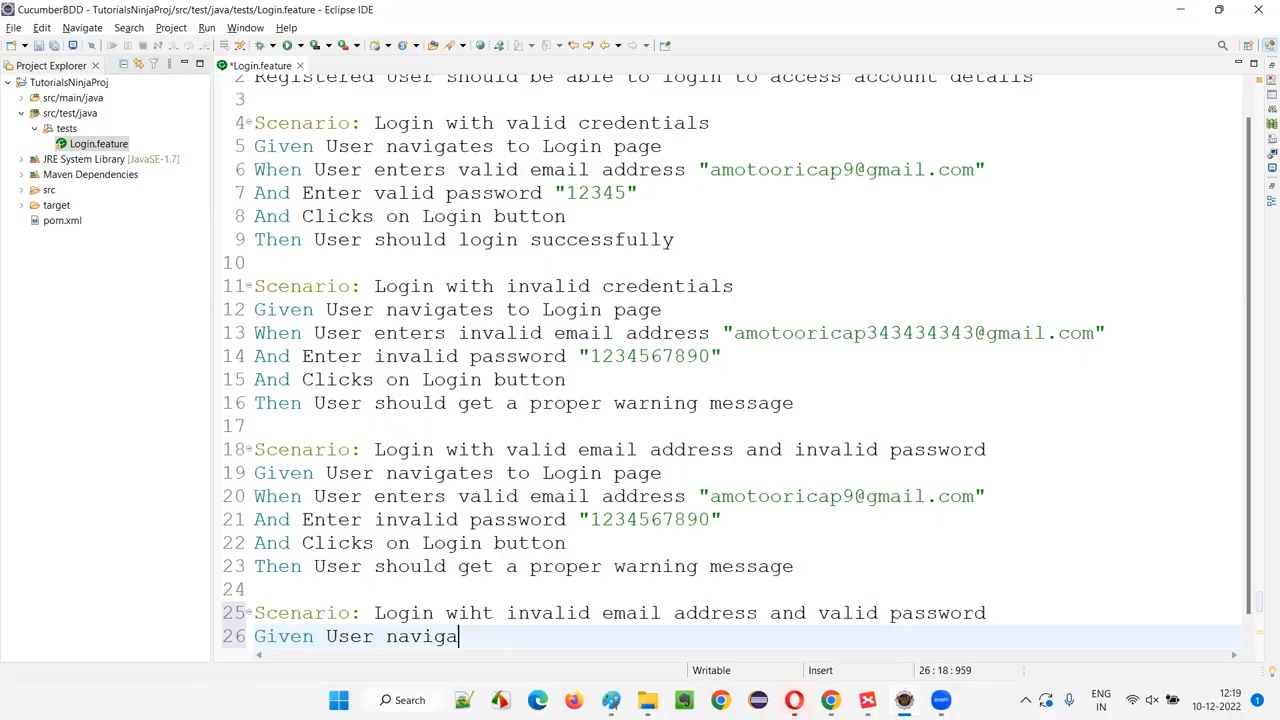 CucumberBDD - TutorialsNinjaProj/src/test/java/tests/Login.feature - Eclipse IDE
File Edit Navigate Search Project Run Window Help
Project Explorer
*Login.feature
TutorialsNinjaProj
src/main/java
src/test/java
tests
Login.feature
JRE System Library [JavaSE-1.7]
Maven Dependencies
src
target
pom.xml
2 Registered User should be able to login to access account details
3
4 Scenario: Login with valid credentials
5 Given User navigates to Login page
6 When User enters valid email address "amotooricap9@gmail.com"
7 And Enter valid password "12345"
8 And Clicks on Login button
9 Then User should login successfully
10
11 Scenario: Login with invalid credentials
12 Given User navigates to Login page
13 When User enters invalid email address "amotooricap343434343@gmail.com"
14 And Enter invalid password "1234567890"
15 And Clicks on Login button
16 Then User should get a proper warning message
17
18 Scenario: Login with valid email address and invalid password
19 Given User navigates to Login page
20 When User enters valid email address "amotooricap9@gmail.com"
21 And Enter invalid password "1234567890"
22 And Clicks on Login button
23 Then User should get a proper warning message
24
25 Scenario: Login wiht invalid email address and valid password
26 Given User naviga
Writable Insert 26 : 18 : 959
Search
zoom
ENG
IN
12:19
10-12-2022
1